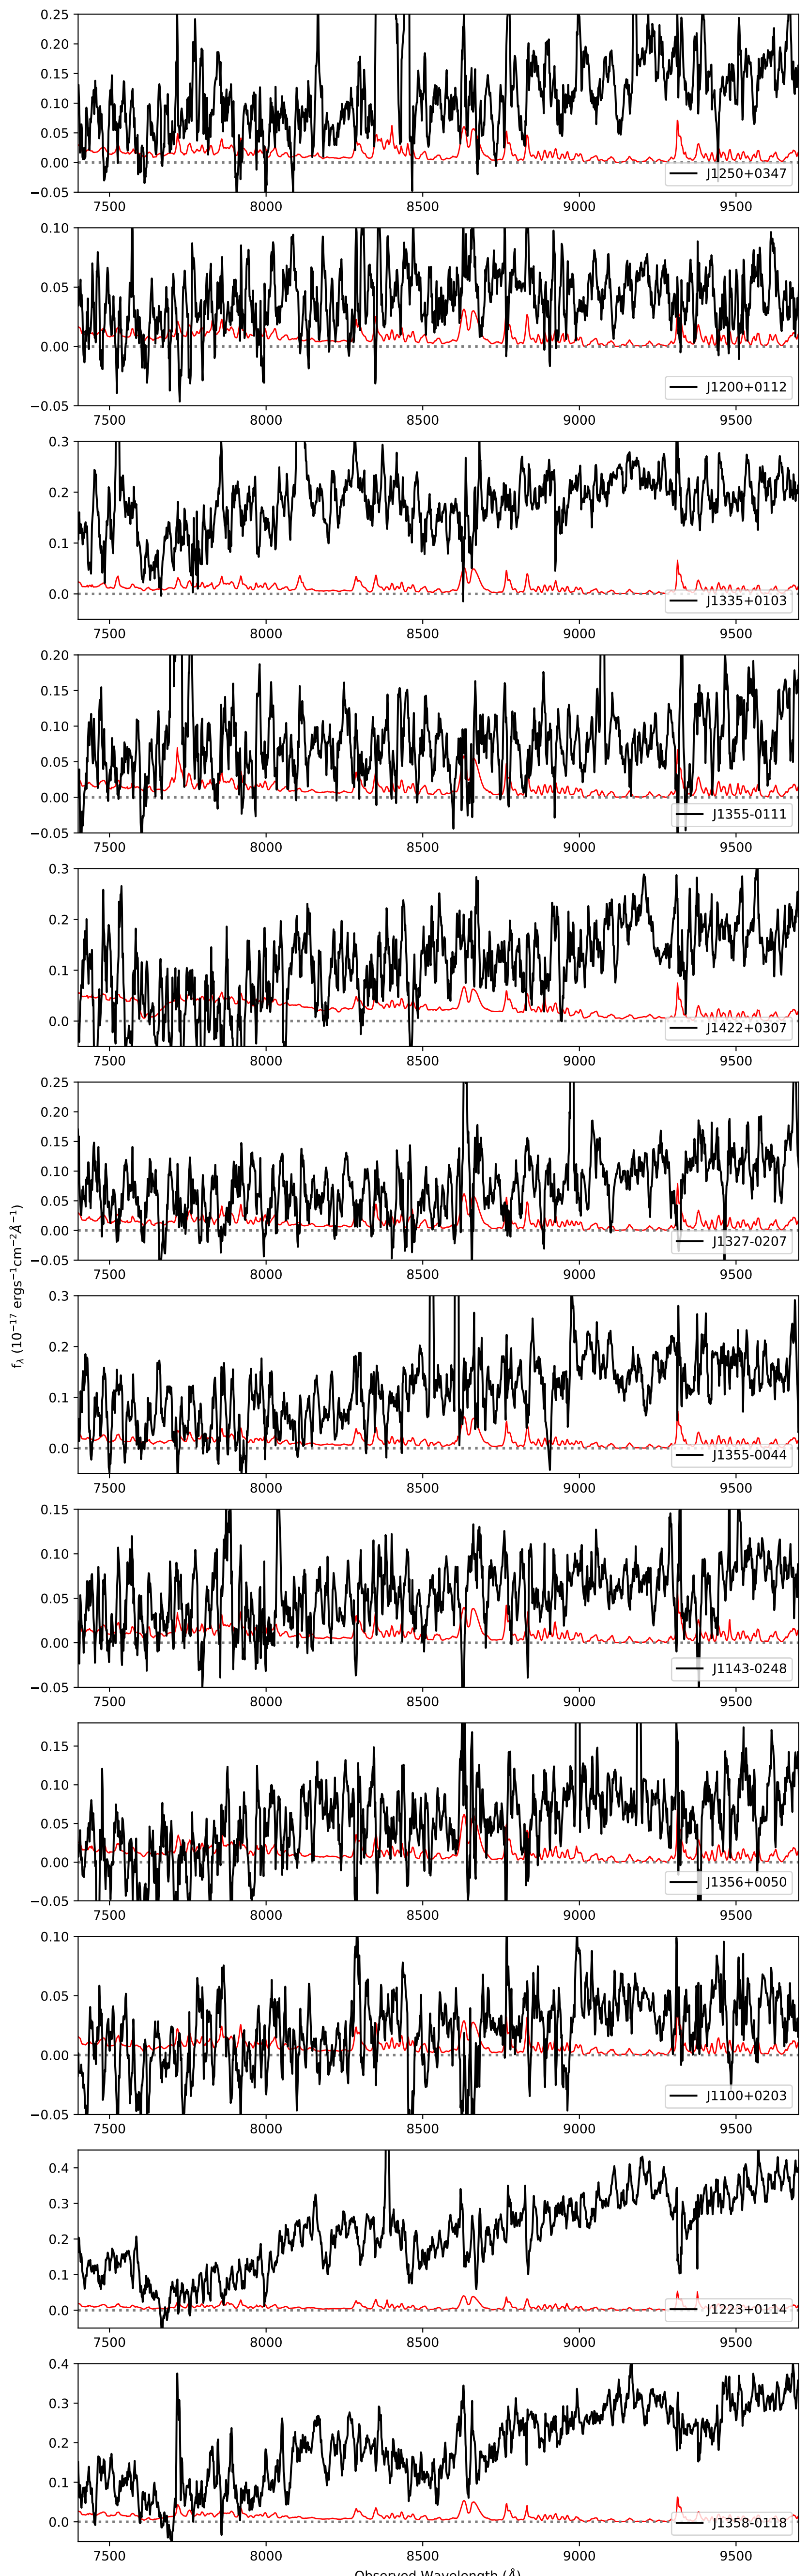 0.25
0.20
0.15
0.10
0.05
0.00
−0.05
J1250+0347
7500 8000 8500 9000 9500
0.10
0.05
0.00
−0.05
J1200+0112
7500 8000 8500 9000 9500
0.3
0.2
0.1
0.0
J1335+0103
7500 8000 8500 9000 9500
0.20
0.15
0.10
0.05
0.00
−0.05
J1355-0111
7500 8000 8500 9000 9500
0.3
0.2
0.1
0.0
J1422+0307
7500 8000 8500 9000 9500
0.25
0.20
0.15
0.10
0.05
0.00
−0.05
J1327-0207
7500 8000 8500 9000 9500
fλ (10⁻¹⁷ ergs⁻¹cm⁻²Å⁻¹)
0.3
0.2
0.1
0.0
J1355-0044
7500 8000 8500 9000 9500
0.15
0.10
0.05
0.00
−0.05
J1143-0248
7500 8000 8500 9000 9500
0.15
0.10
0.05
0.00
−0.05
J1356+0050
7500 8000 8500 9000 9500
0.10
0.05
0.00
−0.05
J1100+0203
7500 8000 8500 9000 9500
0.4
0.3
0.2
0.1
0.0
J1223+0114
7500 8000 8500 9000 9500
0.4
0.3
0.2
0.1
0.0
J1358-0118
7500 8000 8500 9000 9500
Observed Wavelength (Å)